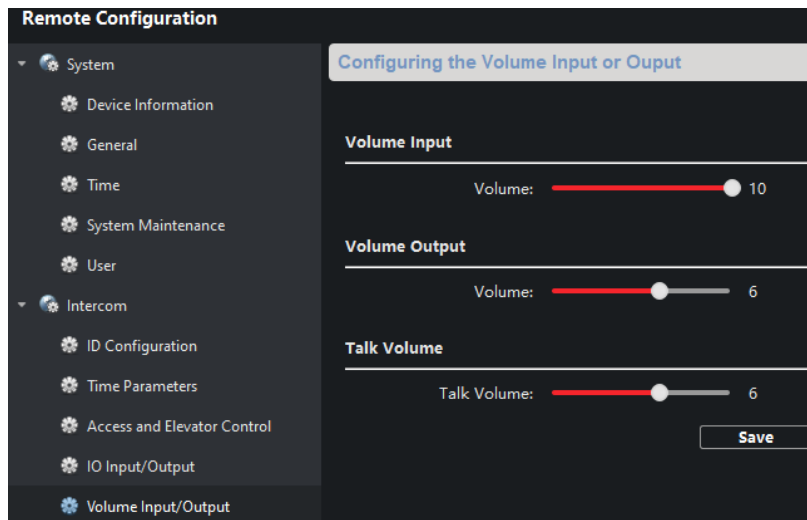 Remote Configuration
System
Device Information
General
Time
System Maintenance
User
Intercom
ID Configuration
Time Parameters
Access and Elevator Control
IO Input/Output
Volume Input/Output
Configuring the Volume Input or Ouput
Volume Input
Volume: 10
Volume Output
Volume: 6
Talk Volume
Talk Volume: 6
Save